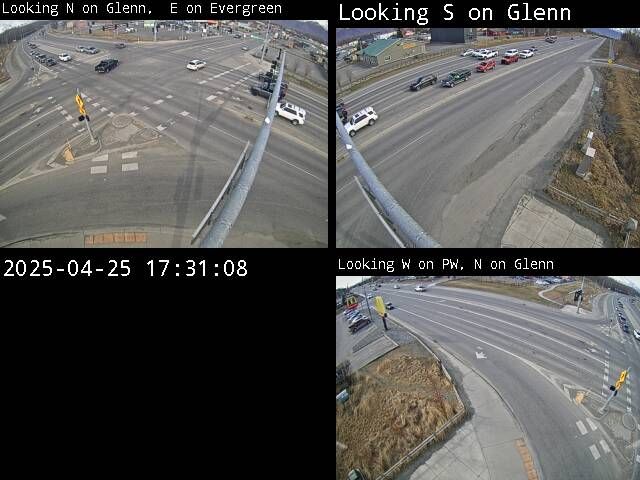 Looking N on Glenn,  E on Evergreen
Looking S on Glenn
2025-04-25 17:31:08
Looking W on PW, N on Glenn